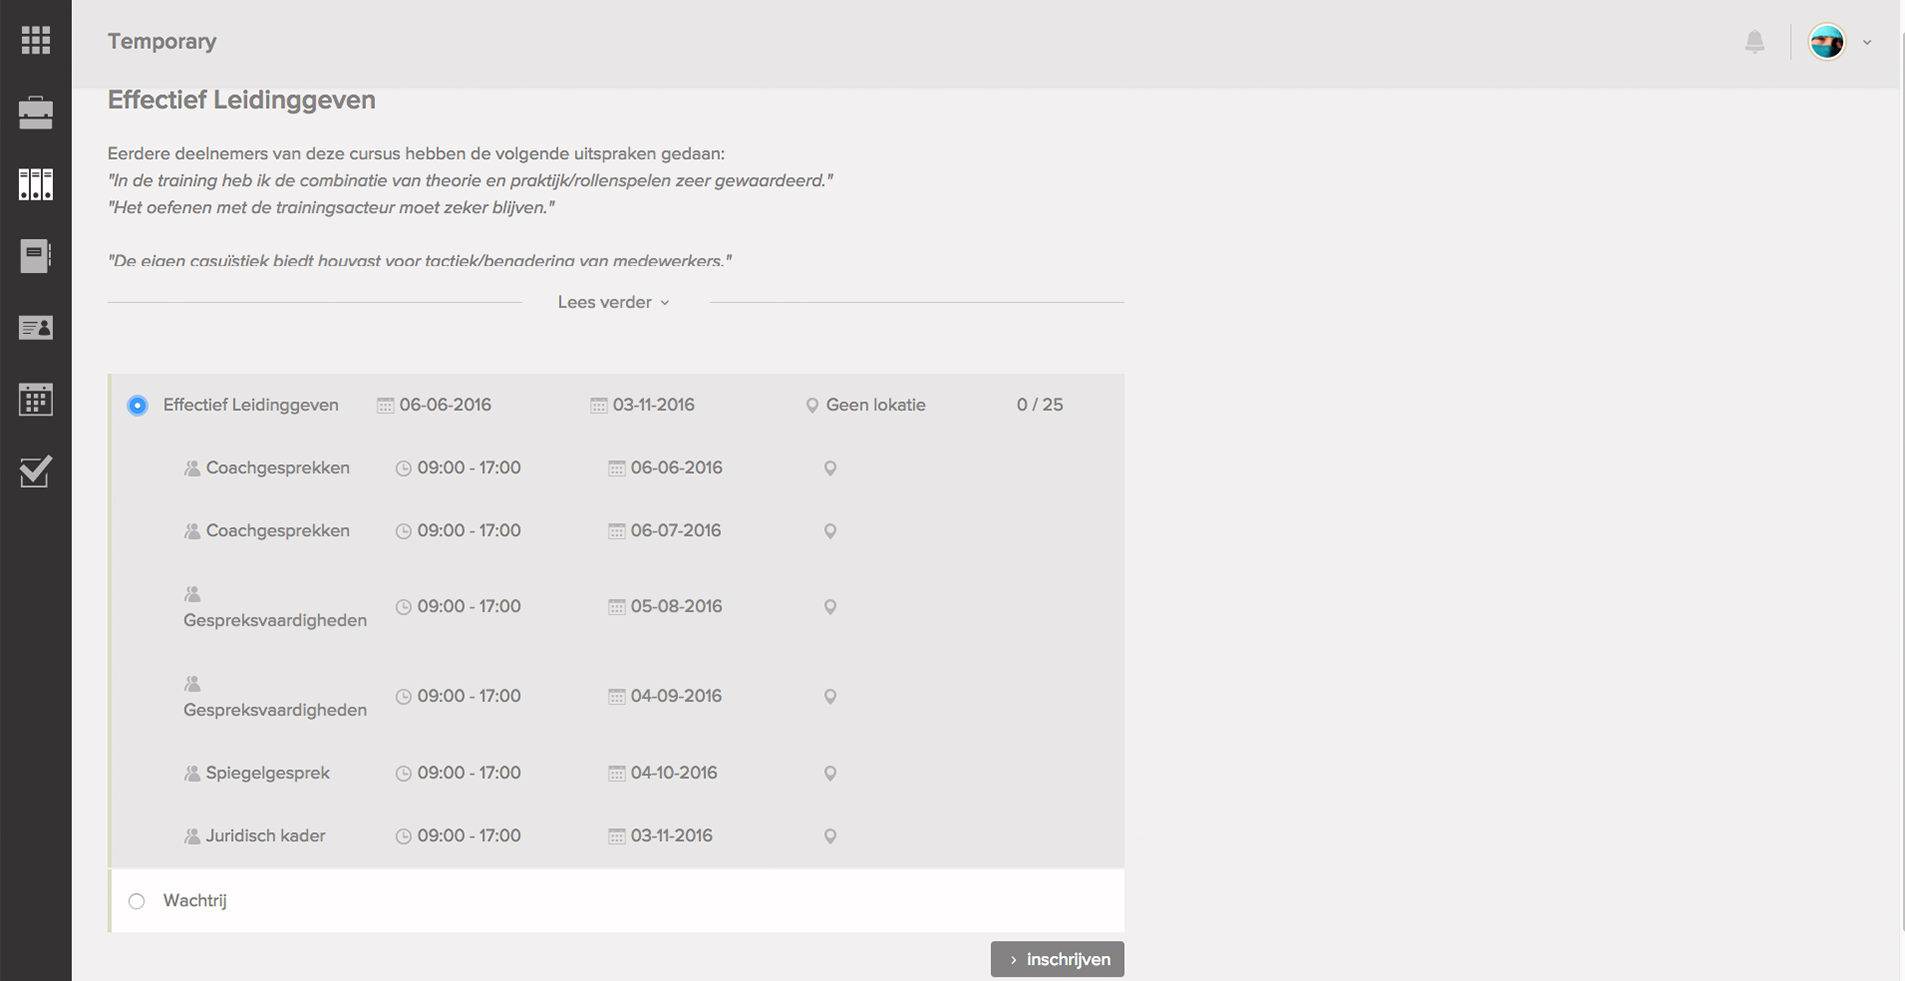 Temporary
Effectief Leidinggeven
Eerdere deelnemers van deze cursus hebben de volgende uitspraken gedaan:
"In de training heb ik de combinatie van theorie en praktijk/rollenspelen zeer gewaardeerd."
"Het oefenen met de trainingsacteur moet zeker blijven."
"De eigen casuïstiek biedt houvast voor tactiek/benadering van medewerkers."
Lees verder
Effectief Leidinggeven 06-06-2016 03-11-2016 Geen lokatie 0 / 25
Coachgesprekken 09:00 - 17:00 06-06-2016
Coachgesprekken 09:00 - 17:00 06-07-2016
Gespreksvaardigheden 09:00 - 17:00 05-08-2016
Gespreksvaardigheden 09:00 - 17:00 04-09-2016
Spiegelgesprek 09:00 - 17:00 04-10-2016
Juridisch kader 09:00 - 17:00 03-11-2016
Wachtrij
inschrijven